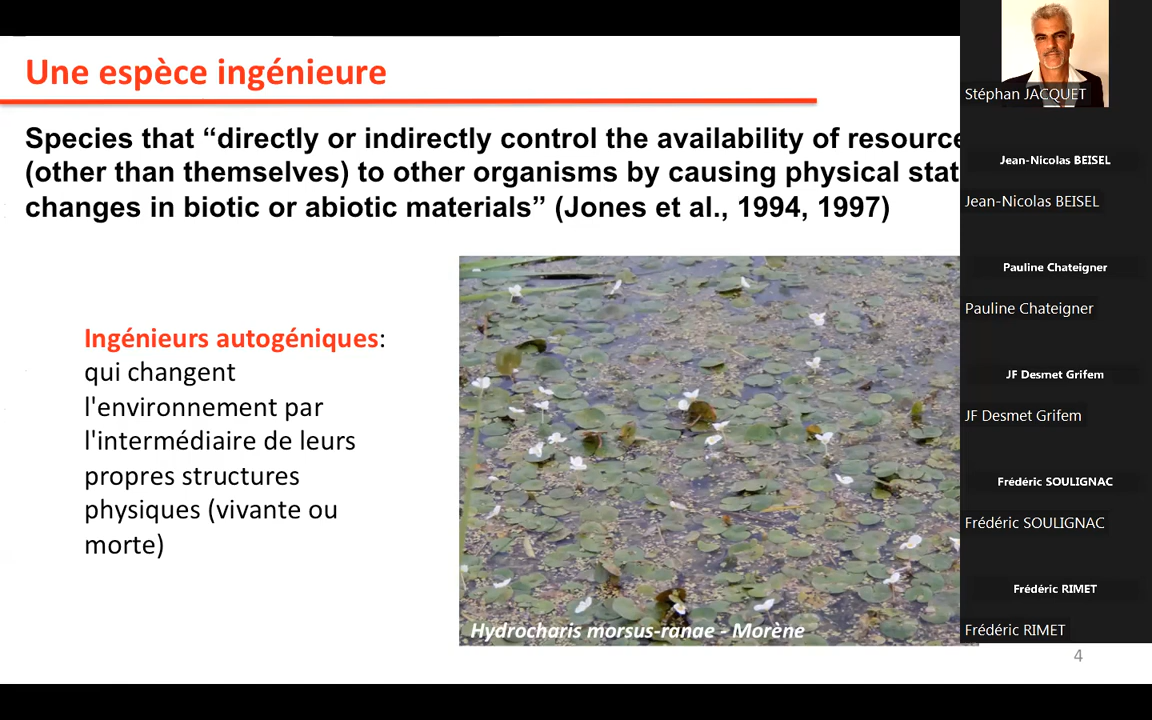 Une espèce ingénieure
Species that “directly or indirectly control the availability of
(other than themselves) to other organisms by causing physical
changes in biotic or abiotic materials” (Jones et al., 1994, 1997)
Ingénieurs autogéniques:
qui changent
l'environnement par
l'intermédiaire de leurs
propres structures
physiques (vivante ou
morte)
Hydrocharis morsus-ranae - Morène
4
Stéphan JACQUET
Jean-Nicolas BEISEL
Jean-Nicolas BEISEL
Pauline Chateigner
Pauline Chateigner
JF Desmet Grifem
JF Desmet Grifem
Frédéric SOULIGNAC
Frédéric SOULIGNAC
Frédéric RIMET
Frédéric RIMET